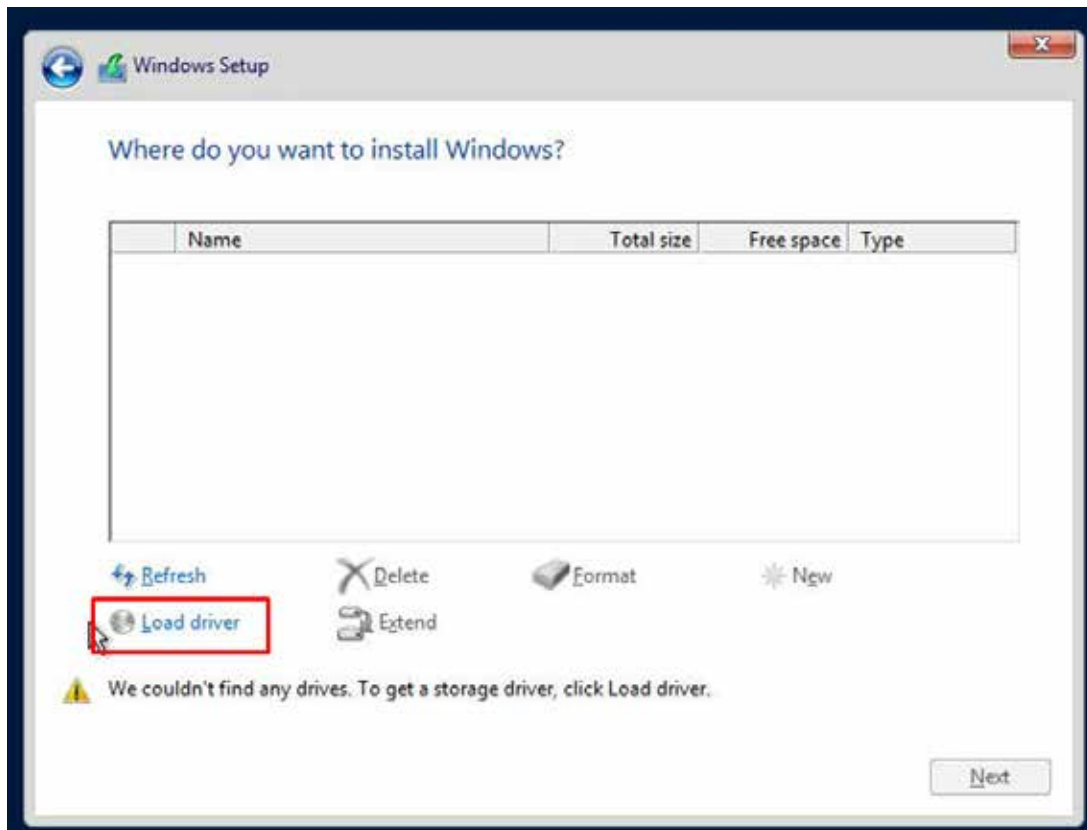 Windows Setup
Where do you want to install Windows?
Name Total size Free space Type
Refresh Delete Format New
Load driver Extend
We couldn't find any drives. To get a storage driver, click Load driver.
Next